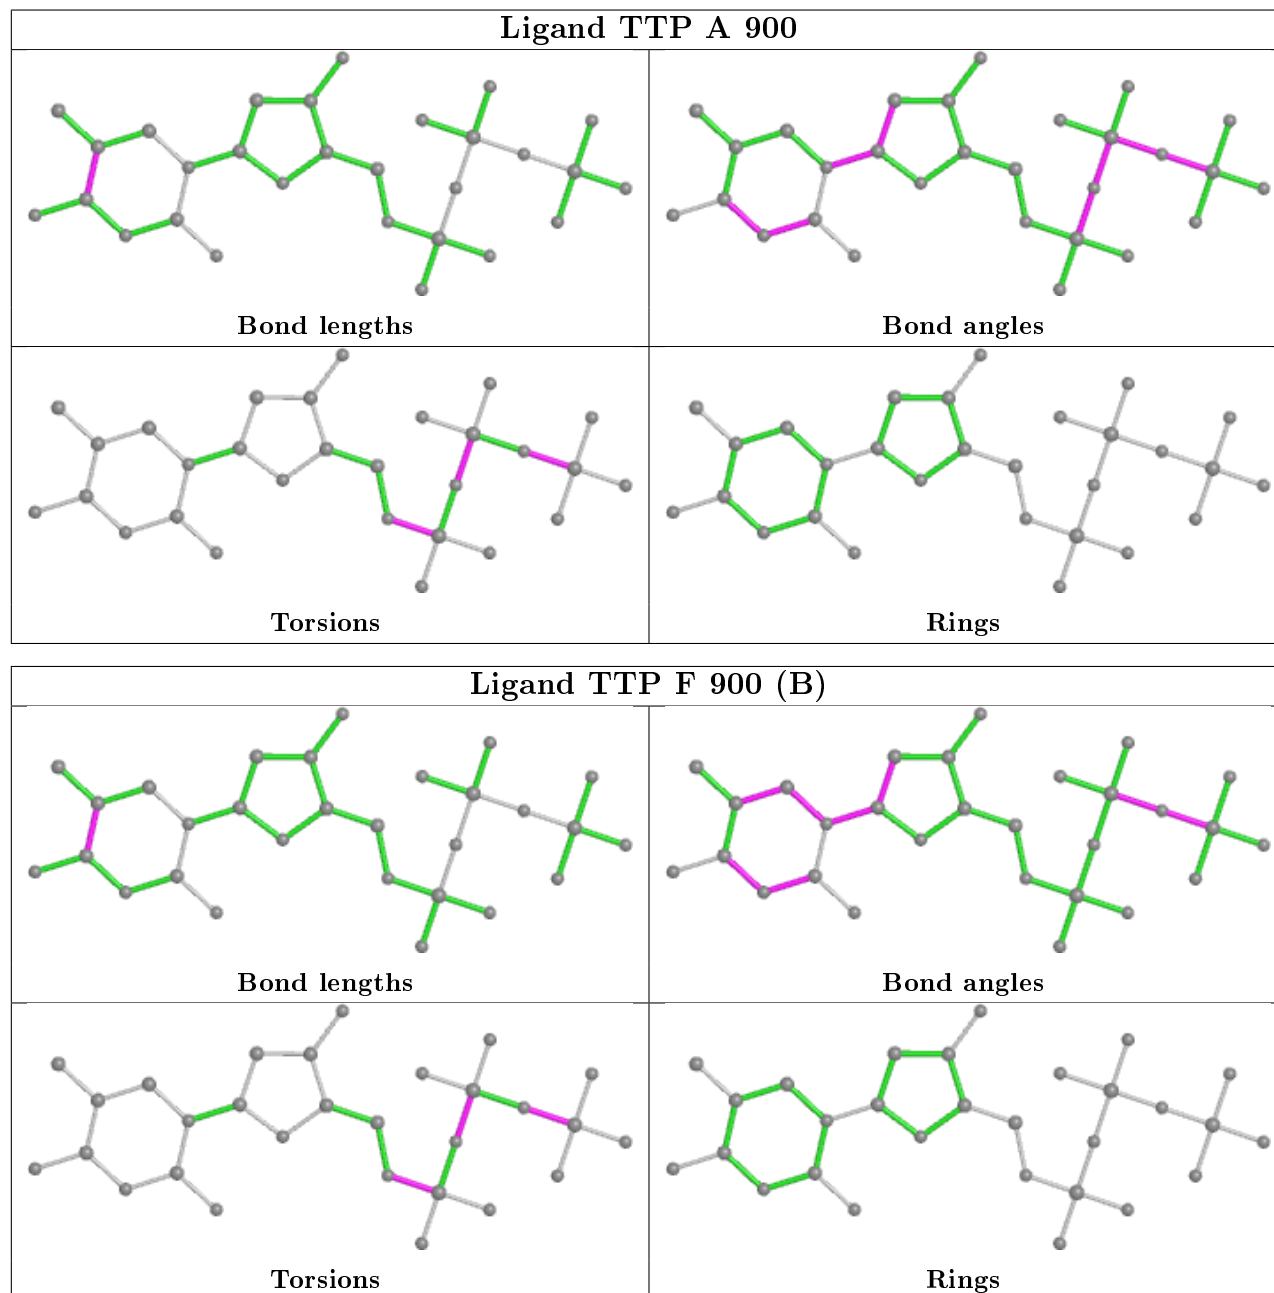 Ligand TTP A 900
Bond lengths
Bond angles
Torsions
Rings
Ligand TTP F 900 (B)
Bond lengths
Bond angles
Torsions
Rings